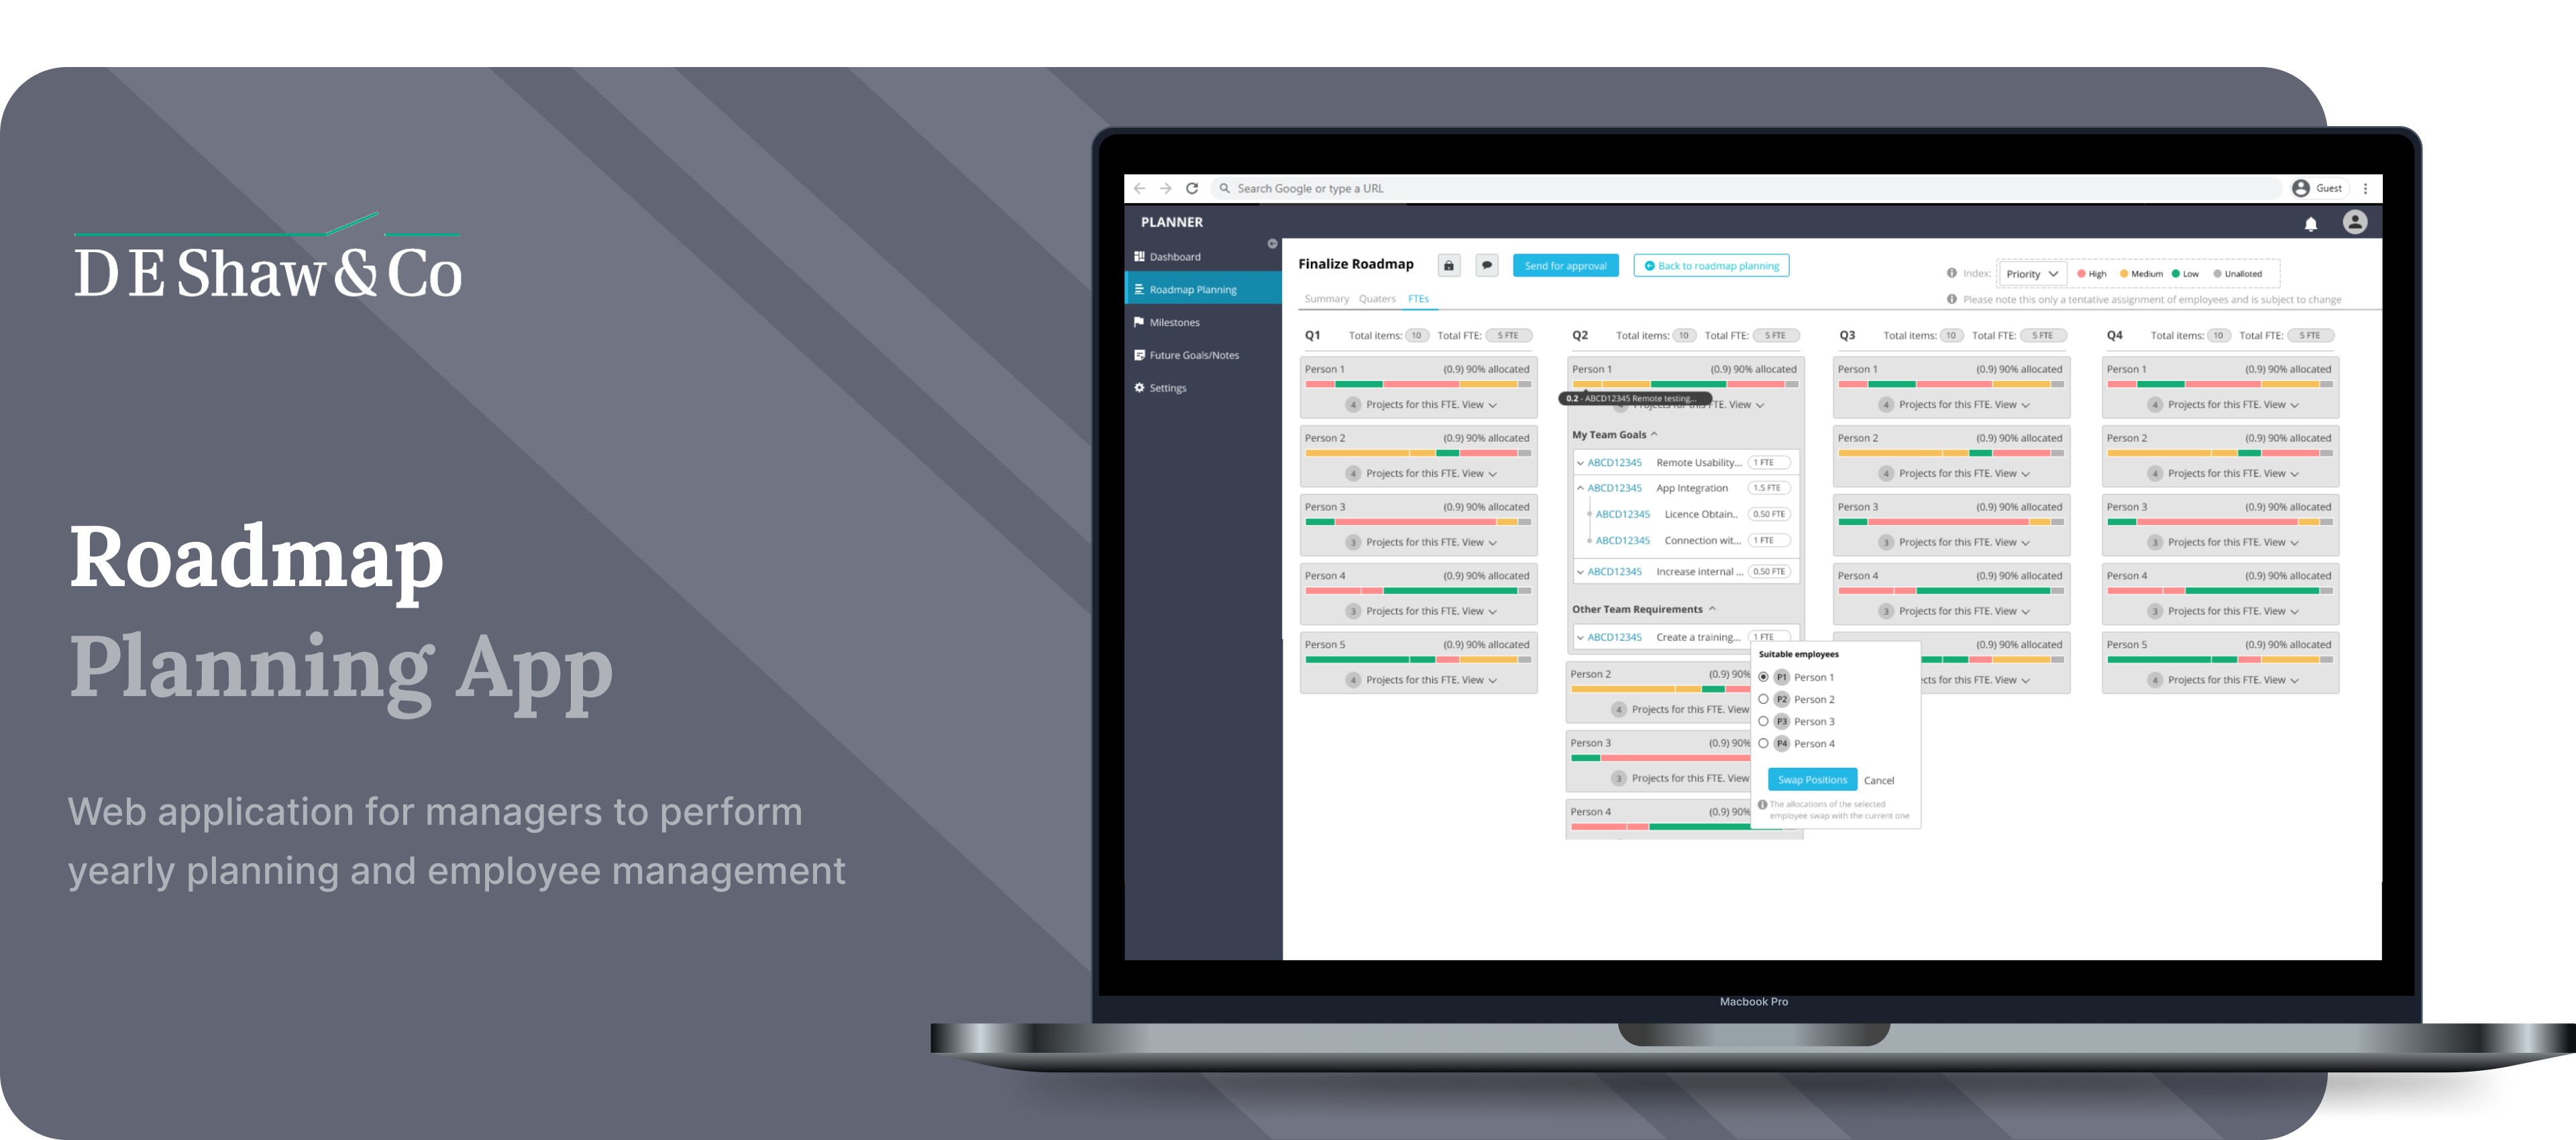 DE Shaw & Co
Roadmap
Planning App
Web application for managers to perform
yearly planning and employee management
Search Google or type a URL
Guest
PLANNER
Dashboard
Roadmap Planning
Milestones
Future Goals/Notes
Settings
Finalize Roadmap
Send for approval
Back to roadmap planning
Index: Priority High Medium Low Unalloted
Summary Quaters FTEs
Please note this only a tentative assignment of employees and is subject to change
Q1 Total items: 10 Total FTE: 5 FTE
Person 1 (0.9) 90% allocated
4 Projects for this FTE. View
Person 2 (0.9) 90% allocated
4 Projects for this FTE. View
Person 3 (0.9) 90% allocated
3 Projects for this FTE. View
Person 4 (0.9) 90% allocated
3 Projects for this FTE. View
Person 5 (0.9) 90% allocated
4 Projects for this FTE. View
Q2 Total items: 10 Total FTE: 5 FTE
Person 1 (0.9) 90% allocated
0.2 - ABCD12345 Remote testing...
FTE. View
My Team Goals
ABCD12345 Remote Usability... 1 FTE
ABCD12345 App Integration 1.5 FTE
ABCD12345 Licence Obtain.. 0.50 FTE
ABCD12345 Connection wit... 1 FTE
ABCD12345 Increase internal ... 0.50 FTE
Other Team Requirements
ABCD12345 Create a training... 1 FTE
Person 2 (0.9) 90%
4 Projects for this FTE. View
Person 3 (0.9) 90%
3 Projects for this FTE. View
Person 4 (0.9) 90%
Suitable employees
P1 Person 1
P2 Person 2
P3 Person 3
P4 Person 4
Swap Positions Cancel
The allocations of the selected
employee swap with the current one
Q3 Total items: 10 Total FTE: 5 FTE
Person 1 (0.9) 90% allocated
4 Projects for this FTE. View
Person 2 (0.9) 90% allocated
4 Projects for this FTE. View
Person 3 (0.9) 90% allocated
3 Projects for this FTE. View
Person 4 (0.9) 90% allocated
3 Projects for this FTE. View
Person 5 (0.9) 90% allocated
cts for this FTE. View
Q4 Total items: 10 Total FTE: 5 FTE
Person 1 (0.9) 90% allocated
4 Projects for this FTE. View
Person 2 (0.9) 90% allocated
4 Projects for this FTE. View
Person 3 (0.9) 90% allocated
3 Projects for this FTE. View
Person 4 (0.9) 90% allocated
3 Projects for this FTE. View
Person 5 (0.9) 90% allocated
4 Projects for this FTE. View
Macbook Pro